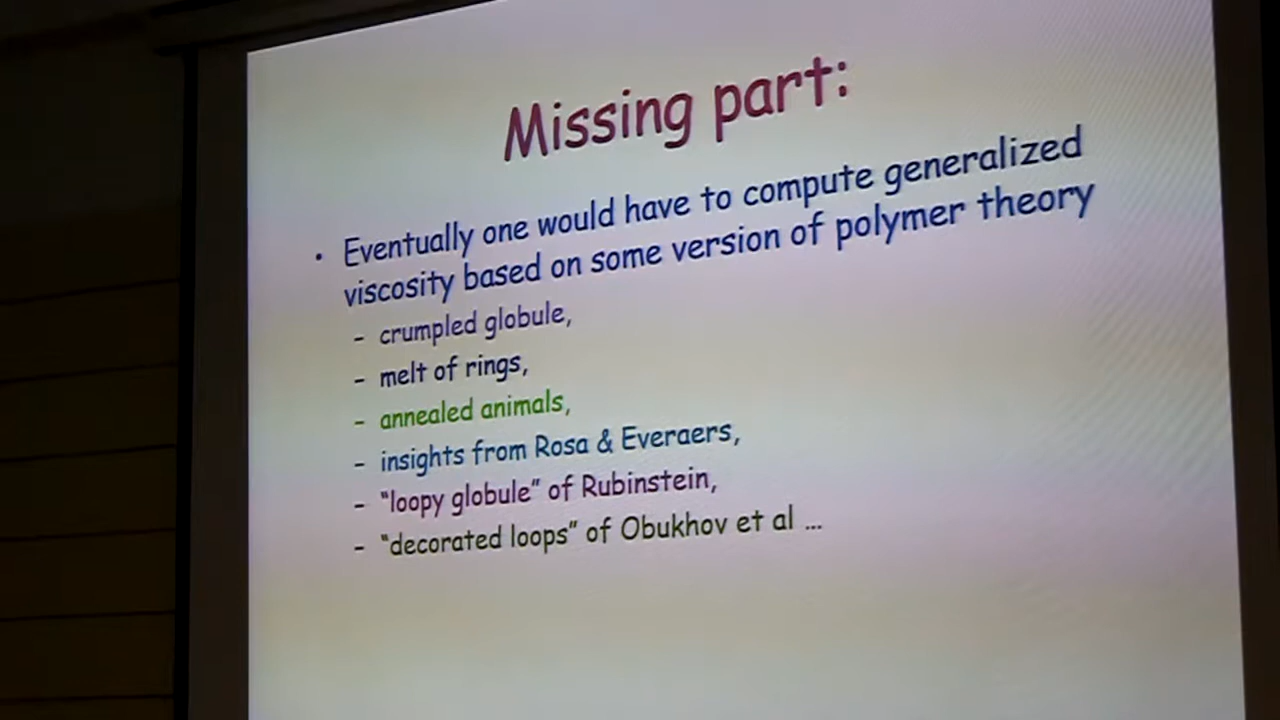 Missing part:
• Eventually one would have to compute generalized
viscosity based on some version of polymer theory
– crumpled globule,
– melt of rings,
– annealed animals,
– insights from Rosa & Everaers,
– “loopy globule” of Rubinstein,
– “decorated loops” of Obukhov et al ...